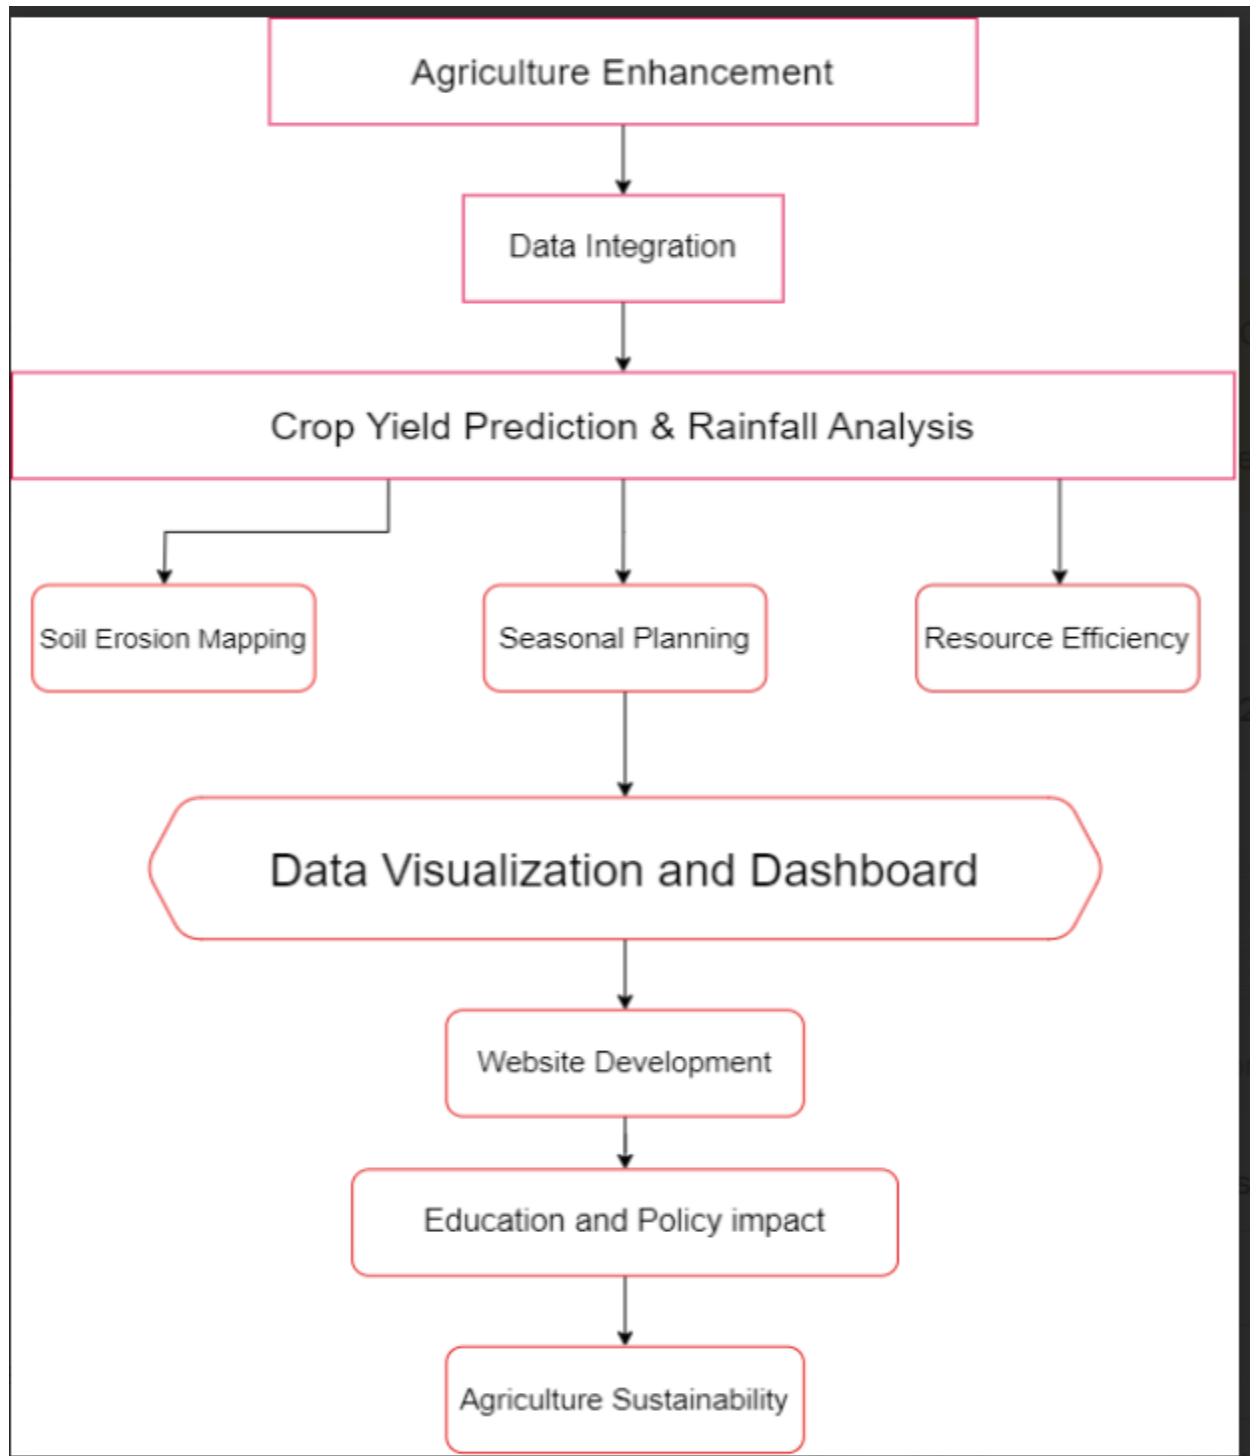 Agriculture Enhancement
Data Integration
Crop Yield Prediction & Rainfall Analysis
Soil Erosion Mapping
Seasonal Planning
Resource Efficiency
Data Visualization and Dashboard
Website Development
Education and Policy impact
Agriculture Sustainability